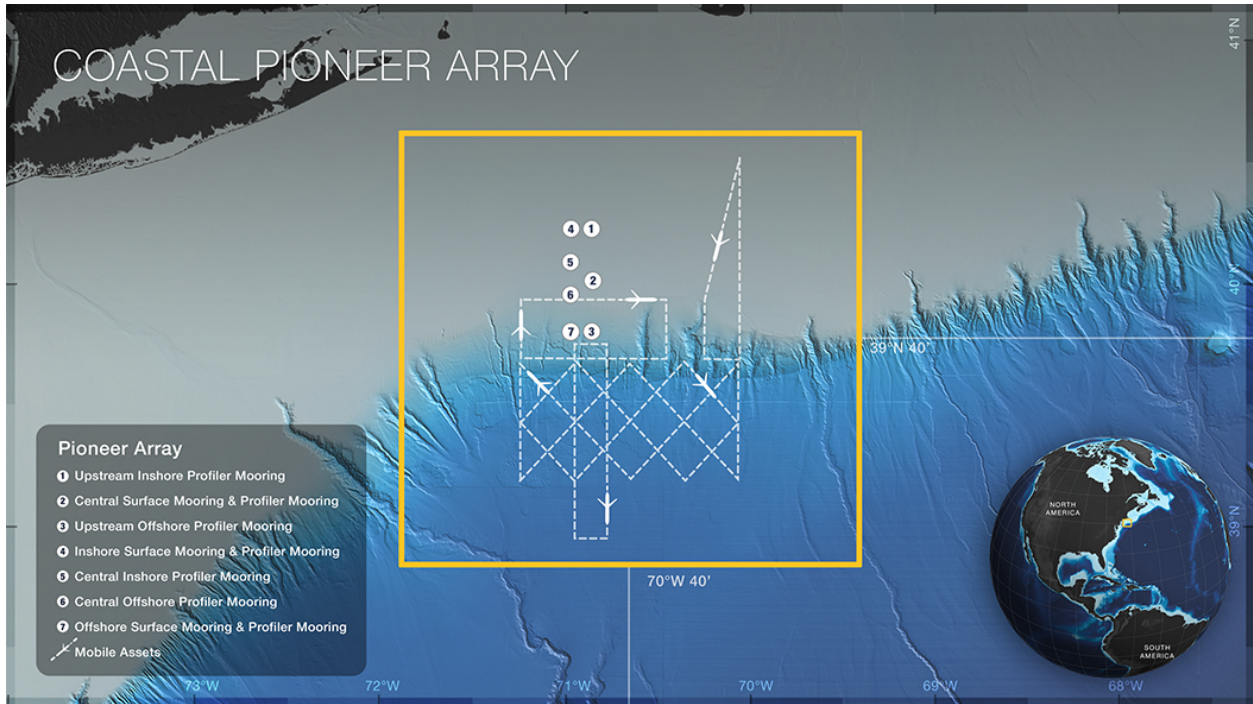 COASTAL PIONEER ARRAY
41°N
4 1
5
2
6
40°N
7 3
39°N 40'
Pioneer Array
1 Upstream Inshore Profiler Mooring
2 Central Surface Mooring & Profiler Mooring
3 Upstream Offshore Profiler Mooring
4 Inshore Surface Mooring & Profiler Mooring
5 Central Inshore Profiler Mooring
6 Central Offshore Profiler Mooring
7 Offshore Surface Mooring & Profiler Mooring
Mobile Assets
NORTH
AMERICA
39°N
70°W 40'
SOUTH
AMERICA
73°W
72°W
71°W
70°W
69°W
68°W